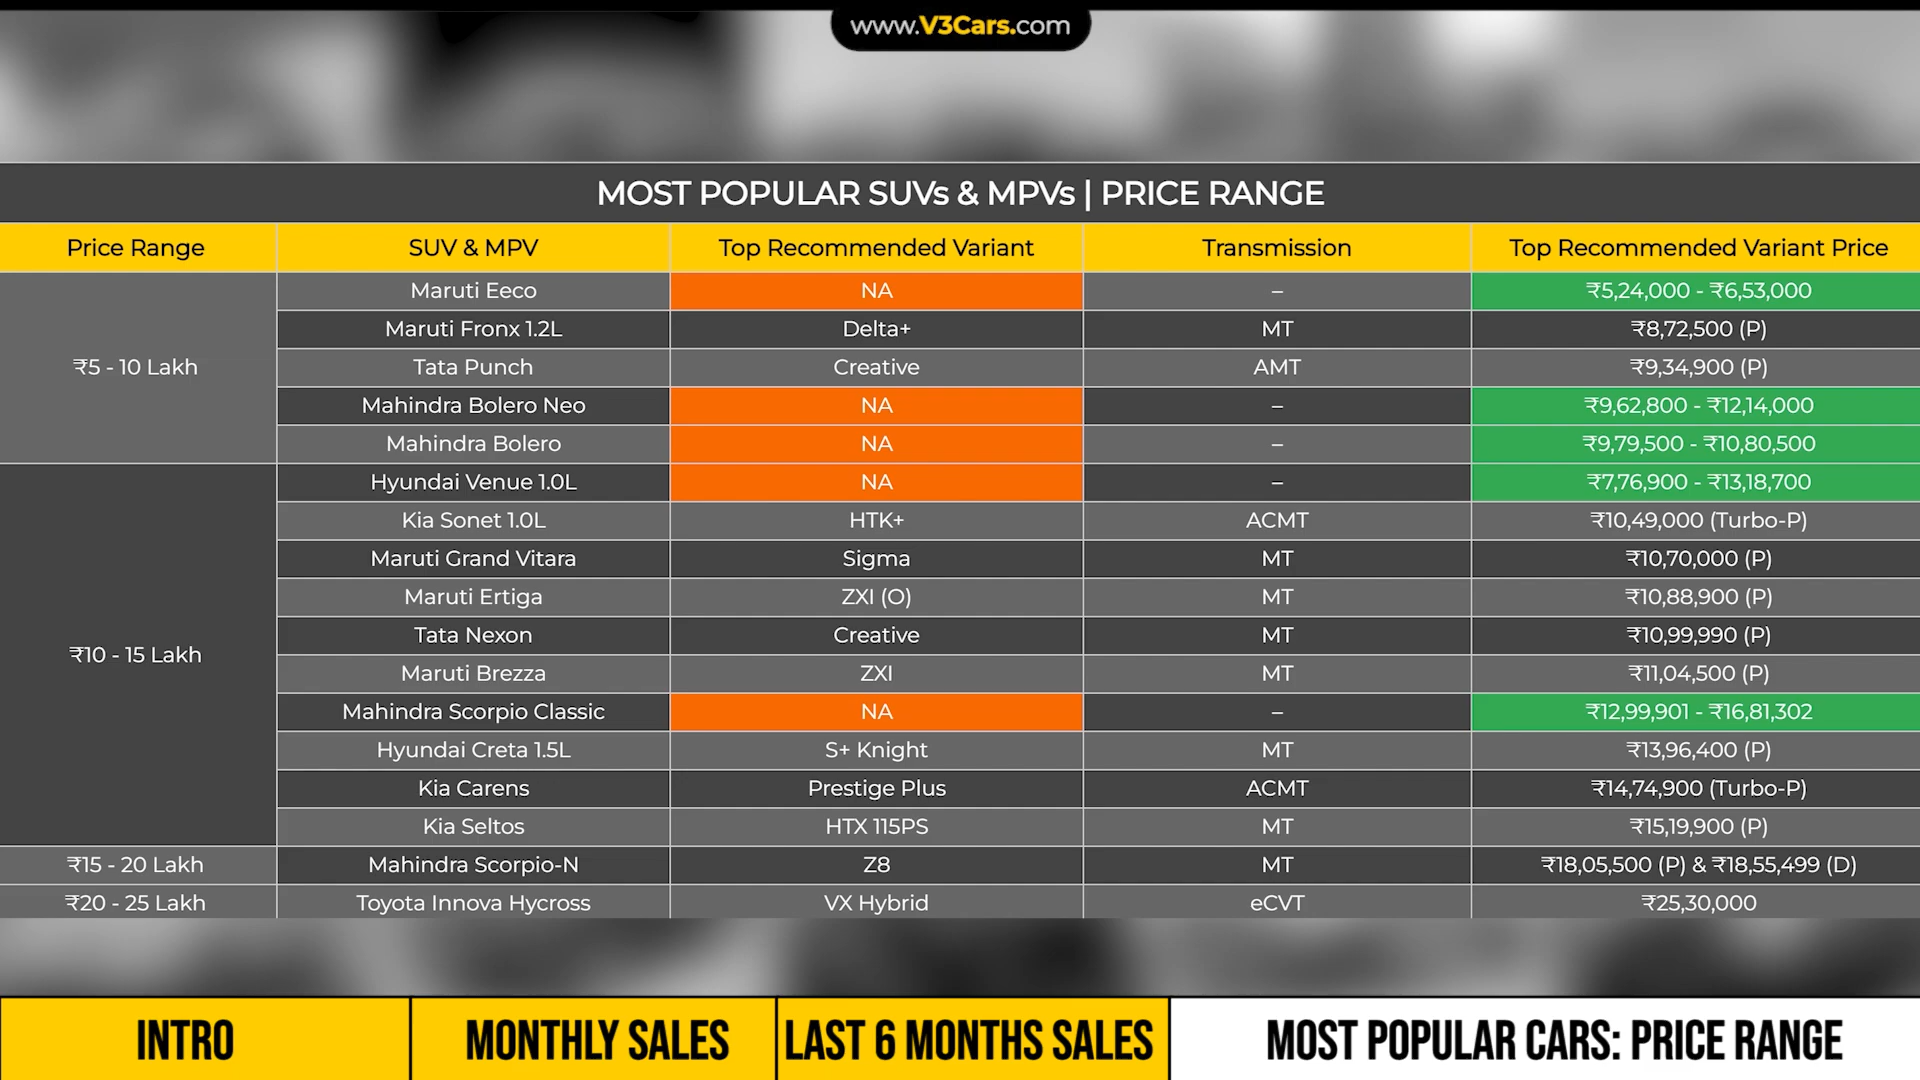 www.V3Cars.com
MOST POPULAR SUVs & MPVs | PRICE RANGE
Price Range SUV & MPV Top Recommended Variant Transmission Top Recommended Variant Price
₹5 - 10 Lakh
Maruti Eeco NA – ₹5,24,000 - ₹6,53,000
Maruti Fronx 1.2L Delta+ MT ₹8,72,500 (P)
Tata Punch Creative AMT ₹9,34,900 (P)
Mahindra Bolero Neo NA – ₹9,62,800 - ₹12,14,000
Mahindra Bolero NA – ₹9,79,500 - ₹10,80,500
₹10 - 15 Lakh
Hyundai Venue 1.0L NA – ₹7,76,900 - ₹13,18,700
Kia Sonet 1.0L HTK+ ACMT ₹10,49,000 (Turbo-P)
Maruti Grand Vitara Sigma MT ₹10,70,000 (P)
Maruti Ertiga ZXI (O) MT ₹10,88,900 (P)
Tata Nexon Creative MT ₹10,99,990 (P)
Maruti Brezza ZXI MT ₹11,04,500 (P)
Mahindra Scorpio Classic NA – ₹12,99,901 - ₹16,81,302
Hyundai Creta 1.5L S+ Knight MT ₹13,96,400 (P)
Kia Carens Prestige Plus ACMT ₹14,74,900 (Turbo-P)
Kia Seltos HTX 115PS MT ₹15,19,900 (P)
₹15 - 20 Lakh Mahindra Scorpio-N Z8 MT ₹18,05,500 (P) & ₹18,55,499 (D)
₹20 - 25 Lakh Toyota Innova Hycross VX Hybrid eCVT ₹25,30,000
INTRO MONTHLY SALES LAST 6 MONTHS SALES MOST POPULAR CARS: PRICE RANGE